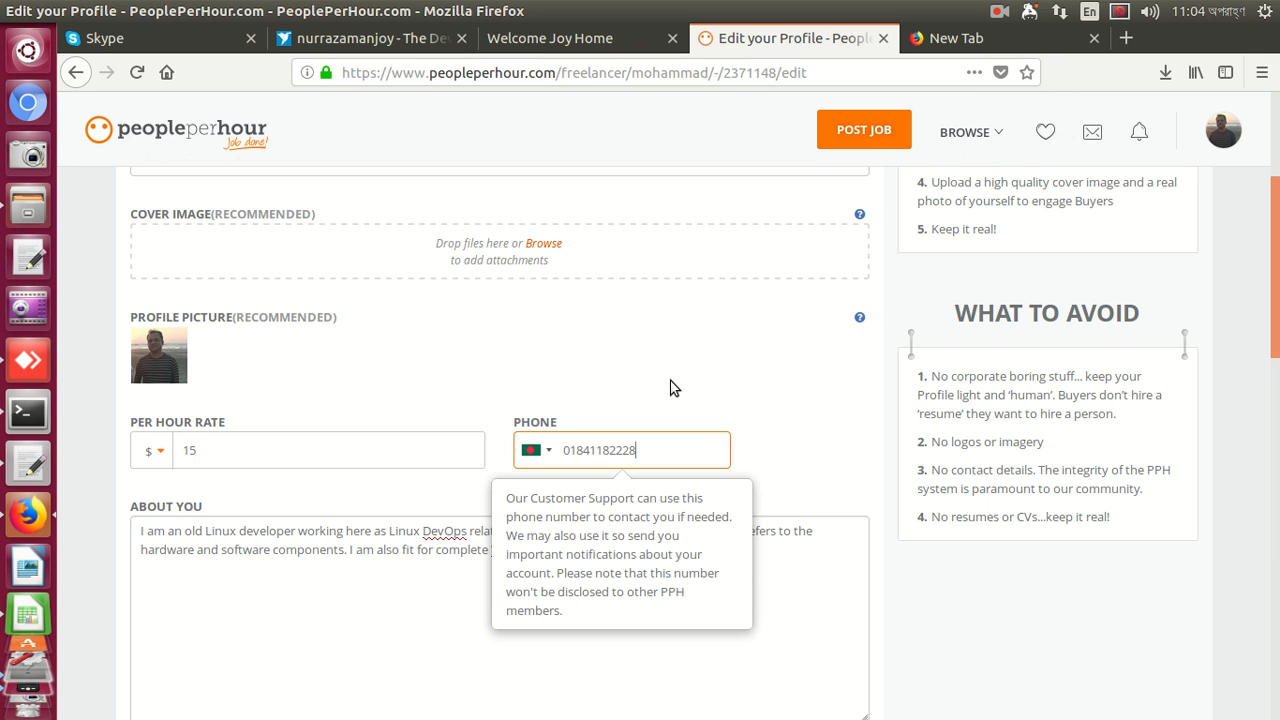 Edit your Profile - PeoplePerHour.com - PeoplePerHour.com - Mozilla Firefox
En
11:04 অপরাহ্ণ
Skype
nurrazamanjoy - The Dev
Welcome Joy Home
Edit your Profile - People
New Tab
https://www.peopleperhour.com/freelancer/mohammad/-/2371148/edit
peopleperhour
Job done!
POST JOB
BROWSE
4. Upload a high quality cover image and a real
photo of yourself to engage Buyers
5. Keep it real!
COVER IMAGE(RECOMMENDED)
Drop files here or Browse
to add attachments
PROFILE PICTURE(RECOMMENDED)
WHAT TO AVOID
1. No corporate boring stuff... keep your
Profile light and ‘human’. Buyers don’t hire a
‘resume’ they want to hire a person.
2. No logos or imagery
3. No contact details. The integrity of the PPH
system is paramount to our community.
4. No resumes or CVs...keep it real!
PER HOUR RATE
$ 15
PHONE
01841182228
Our Customer Support can use this
phone number to contact you if needed.
We may also use it so send you
important notifications about your
account. Please note that this number
won't be disclosed to other PPH
members.
ABOUT YOU
I am an old Linux developer working here as Linux DevOps relat efers to the
hardware and software components. I am also fit for complete